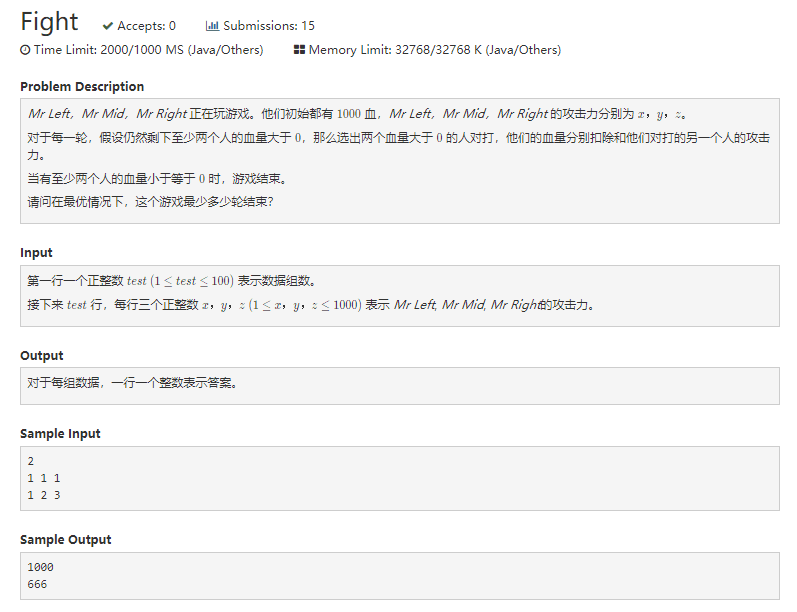 Fight
Accepts: 0
Submissions: 15
Time Limit: 2000/1000 MS (Java/Others)
Memory Limit: 32768/32768 K (Java/Others)
Problem Description
Mr Left，Mr Mid，Mr Right 正在玩游戏。他们初始都有 1000 血，Mr Left，Mr Mid，Mr Right 的攻击力分别为 x，y，z。
对于每一轮，假设仍然剩下至少两个人的血量大于 0，那么选出两个血量大于 0 的人对打，他们的血量分别扣除和他们对打的另一个人的攻击
力。
当有至少两个人的血量小于等于 0 时，游戏结束。
请问在最优情况下，这个游戏最少多少轮结束？
Input
第一行一个正整数 test (1 ≤ test ≤ 100) 表示数据组数。
接下来 test 行，每行三个正整数 x，y，z (1 ≤ x，y，z ≤ 1000) 表示 Mr Left, Mr Mid, Mr Right的攻击力。
Output
对于每组数据，一行一个整数表示答案。
Sample Input
2
1 1 1
1 2 3
Sample Output
1000
666